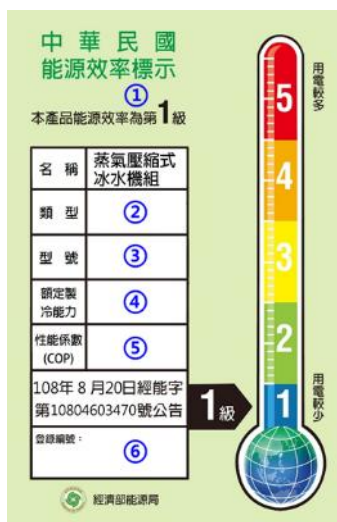 中華民國
能源效率標示
①
本產品能源效率為第1級
名 稱 蒸氣壓縮式
冰水機組
類 型 ②
型 號 ③
額定製
冷能力 ④
性能係數
(COP) ⑤
108年8月20日經能字
第10804603470號公告
登錄編號：
⑥
經濟部能源局
用電較多
5
4
3
2
1
用電較少
1級